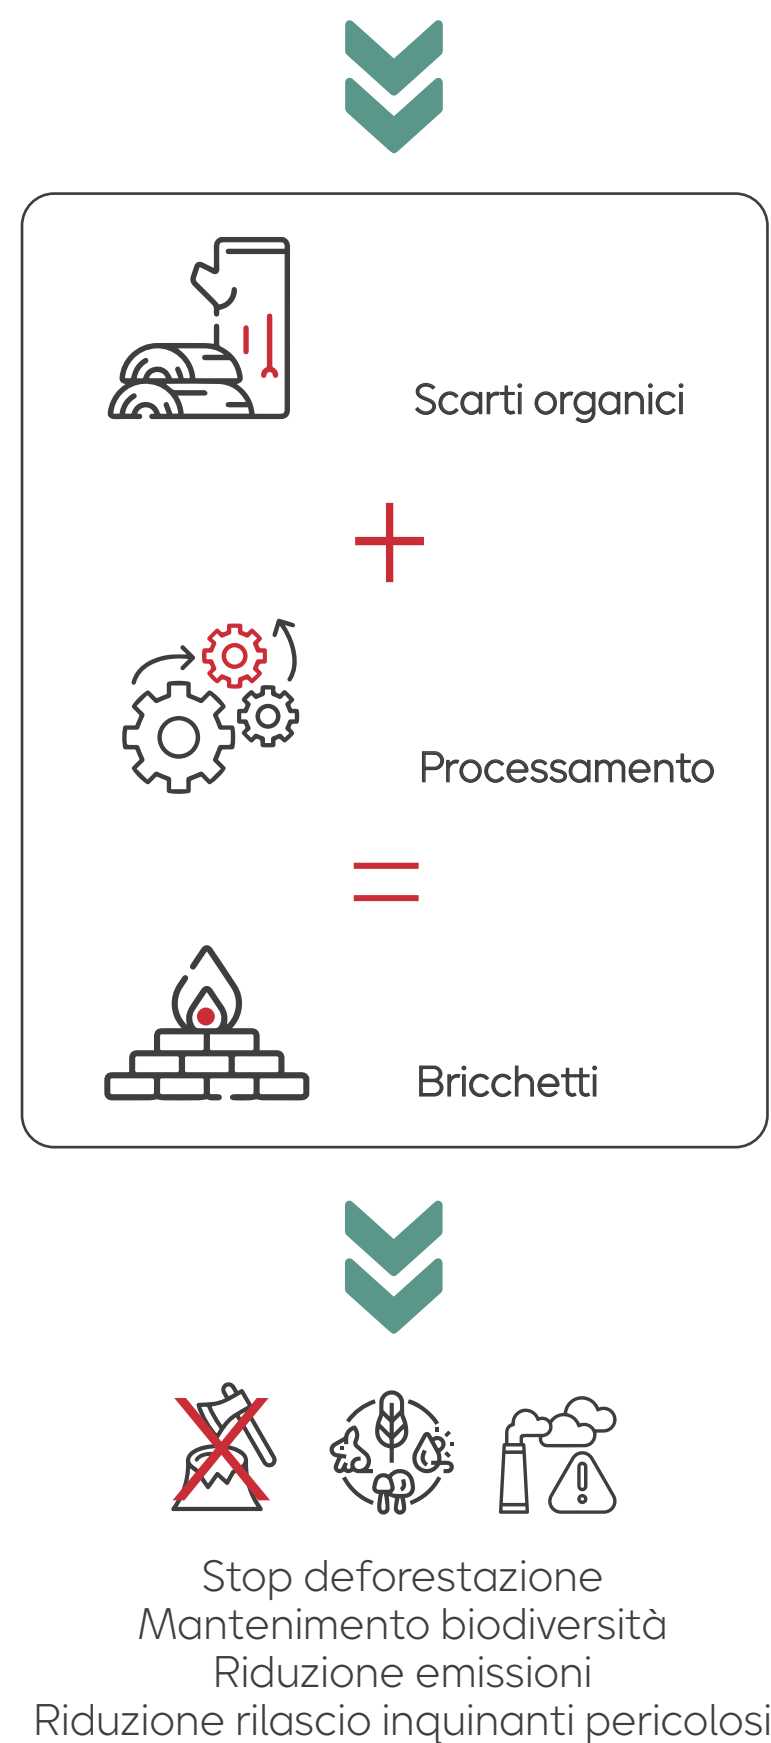 Scarti organici
+
Processamento
=
Bricchetti
Stop deforestazione
Mantenimento biodiversità
Riduzione emissioni
Riduzione rilascio inquinanti pericolosi